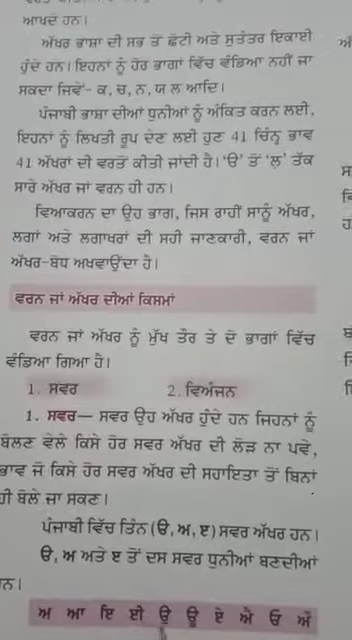 ਆਖਦੇ ਹਨ।
ਅੱਖਰ ਭਾਸ਼ਾ ਦੀ ਸਭ ਤੋਂ ਛੋਟੀ ਅਤੇ ਸੁਤੰਤਰ ਇਕਾਈ
ਹੁੰਦੇ ਹਨ। ਇਹਨਾਂ ਨੂੰ ਹੋਰ ਭਾਗਾਂ ਵਿੱਚ ਵੰਡਿਆ ਨਹੀਂ ਜਾ
ਸਕਦਾ ਜਿਵੇਂ- ਕ, ਚ, ਨ, ਯ ਲ ਆਦਿ।
ਪੰਜਾਬੀ ਭਾਸ਼ਾ ਦੀਆਂ ਧੁਨੀਆਂ ਨੂੰ ਅੰਕਿਤ ਕਰਨ ਲਈ,
ਇਹਨਾਂ ਨੂੰ ਲਿਖਤੀ ਰੂਪ ਦੇਣ ਲਈ ਹੁਣ 41 ਚਿੰਨ੍ਹ ਭਾਵ
41 ਅੱਖਰਾਂ ਦੀ ਵਰਤੋਂ ਕੀਤੀ ਜਾਂਦੀ ਹੈ। 'ੳ' ਤੋਂ 'ਲ਼' ਤੱਕ
ਸਾਰੇ ਅੱਖਰ ਜਾਂ ਵਰਨ ਹੀ ਹਨ।
ਵਿਆਕਰਨ ਦਾ ਉਹ ਭਾਗ, ਜਿਸ ਰਾਹੀਂ ਸਾਨੂੰ ਅੱਖਰ,
ਲਗਾਂ ਅਤੇ ਲਗਾਖਰਾਂ ਦੀ ਸਹੀ ਜਾਣਕਾਰੀ, ਵਰਨ ਜਾਂ
ਅੱਖਰ-ਬੋਧ ਅਖਵਾਉਂਦਾ ਹੈ।
ਵਰਨ ਜਾਂ ਅੱਖਰ ਦੀਆਂ ਕਿਸਮਾਂ
ਵਰਨ ਜਾਂ ਅੱਖਰ ਨੂੰ ਮੁੱਖ ਤੌਰ ਤੇ ਦੋ ਭਾਗਾਂ ਵਿੱਚ
ਵੰਡਿਆ ਗਿਆ ਹੈ।
1. ਸਵਰ 2. ਵਿਅੰਜਨ
1. ਸਵਰ— ਸਵਰ ਉਹ ਅੱਖਰ ਹੁੰਦੇ ਹਨ ਜਿਹਨਾਂ ਨੂੰ
ਬੋਲਣ ਵੇਲੇ ਕਿਸੇ ਹੋਰ ਸਵਰ ਅੱਖਰ ਦੀ ਲੋੜ ਨਾ ਪਵੇ,
ਭਾਵ ਜੋ ਕਿਸੇ ਹੋਰ ਸਵਰ ਅੱਖਰ ਦੀ ਸਹਾਇਤਾ ਤੋਂ ਬਿਨਾਂ
ਹੀ ਬੋਲੇ ਜਾ ਸਕਣ।
ਪੰਜਾਬੀ ਵਿੱਚ ਤਿੰਨ (ੳ, ਅ, ੲ) ਸਵਰ ਅੱਖਰ ਹਨ।
ੳ, ਅ ਅਤੇ ੲ ਤੋਂ ਦਸ ਸਵਰ ਧੁਨੀਆਂ ਬਣਦੀਆਂ
ਹਨ।
ਅ ਆ ਇ ਈ ਉ ਊ ਏ ਐ ਓ ਔ